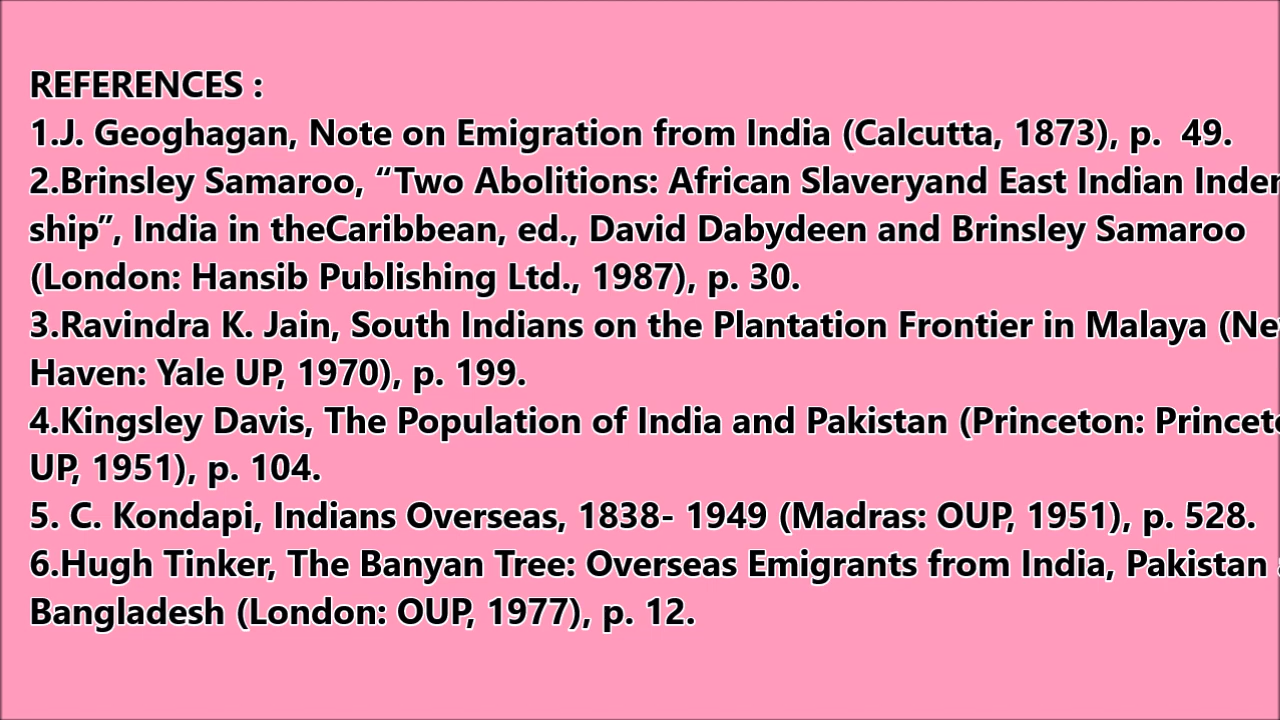 REFERENCES :
1.J. Geoghagan, Note on Emigration from India (Calcutta, 1873), p.  49.
2.Brinsley Samaroo, “Two Abolitions: African Slaveryand East Indian
ship”, India in theCaribbean, ed., David Dabydeen and Brinsley Samaroo
(London: Hansib Publishing Ltd., 1987), p. 30.
3.Ravindra K. Jain, South Indians on the Plantation Frontier in Malaya
Haven: Yale UP, 1970), p. 199.
4.Kingsley Davis, The Population of India and Pakistan (Princeton:
UP, 1951), p. 104.
5. C. Kondapi, Indians Overseas, 1838- 1949 (Madras: OUP, 1951), p. 528.
6.Hugh Tinker, The Banyan Tree: Overseas Emigrants from India, Pakistan
Bangladesh (London: OUP, 1977), p. 12.